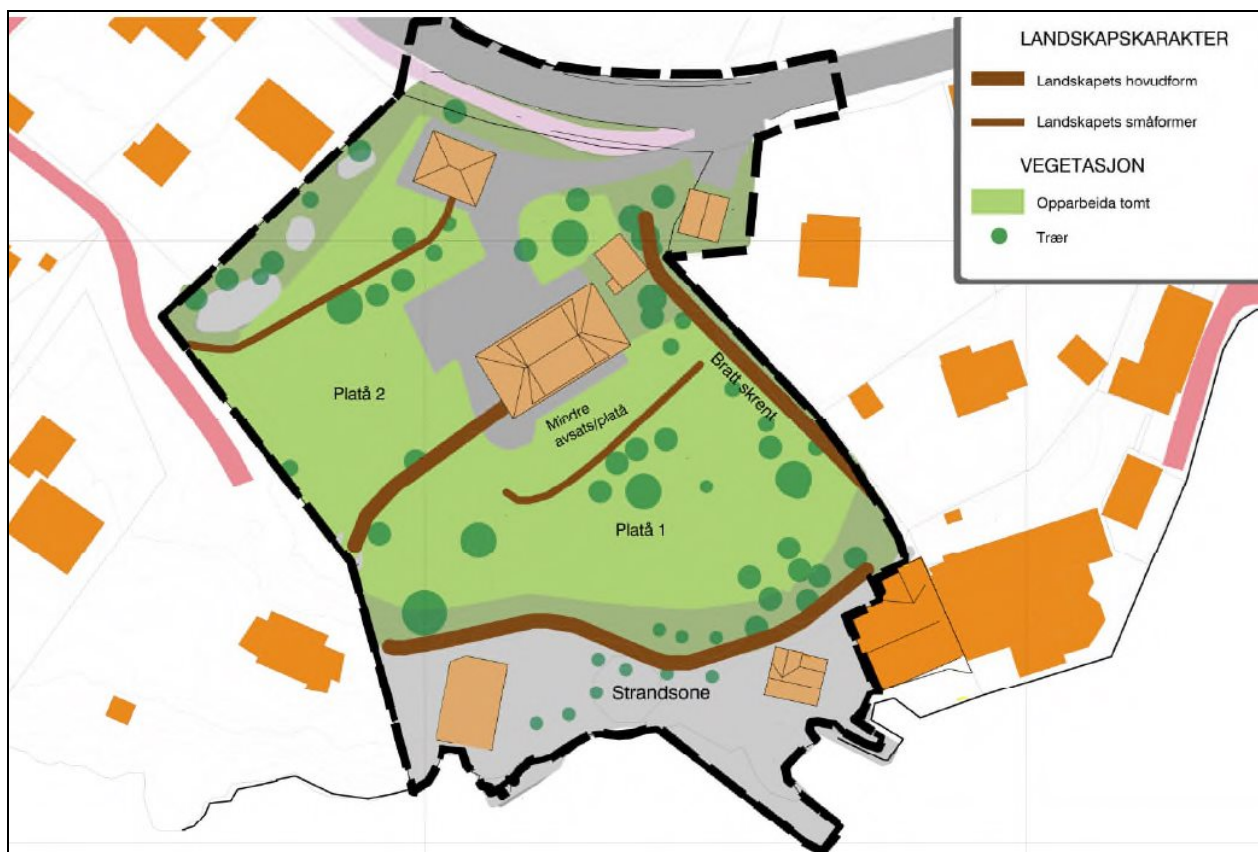 LANDSKAPSKARAKTER
Landskapets hovudform
Landskapets småformer
VEGETASJON
Opparbeida tomt
Trær
Bratt skrent
Platå 2
Mindre
avsats/platå
Platå 1
Strandsone